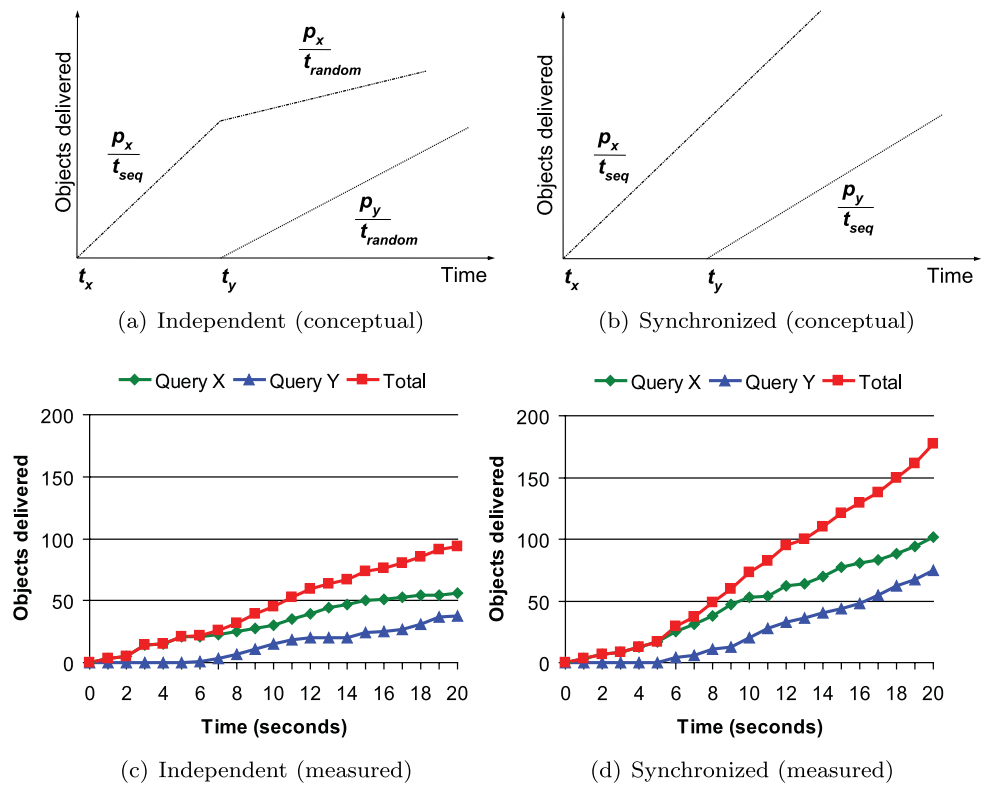 Objects delivered
p_x
t_seq
p_x
t_random
p_y
t_random
t_x
t_y
Time
(a) Independent (conceptual)
Objects delivered
p_x
t_seq
p_y
t_seq
t_x
t_y
Time
(b) Synchronized (conceptual)
Query X Query Y Total
Objects delivered
200
150
100
50
0
0 2 4 6 8 10 12 14 16 18 20
Time (seconds)
(c) Independent (measured)
Query X Query Y Total
Objects delivered
200
150
100
50
0
0 2 4 6 8 10 12 14 16 18 20
Time (seconds)
(d) Synchronized (measured)